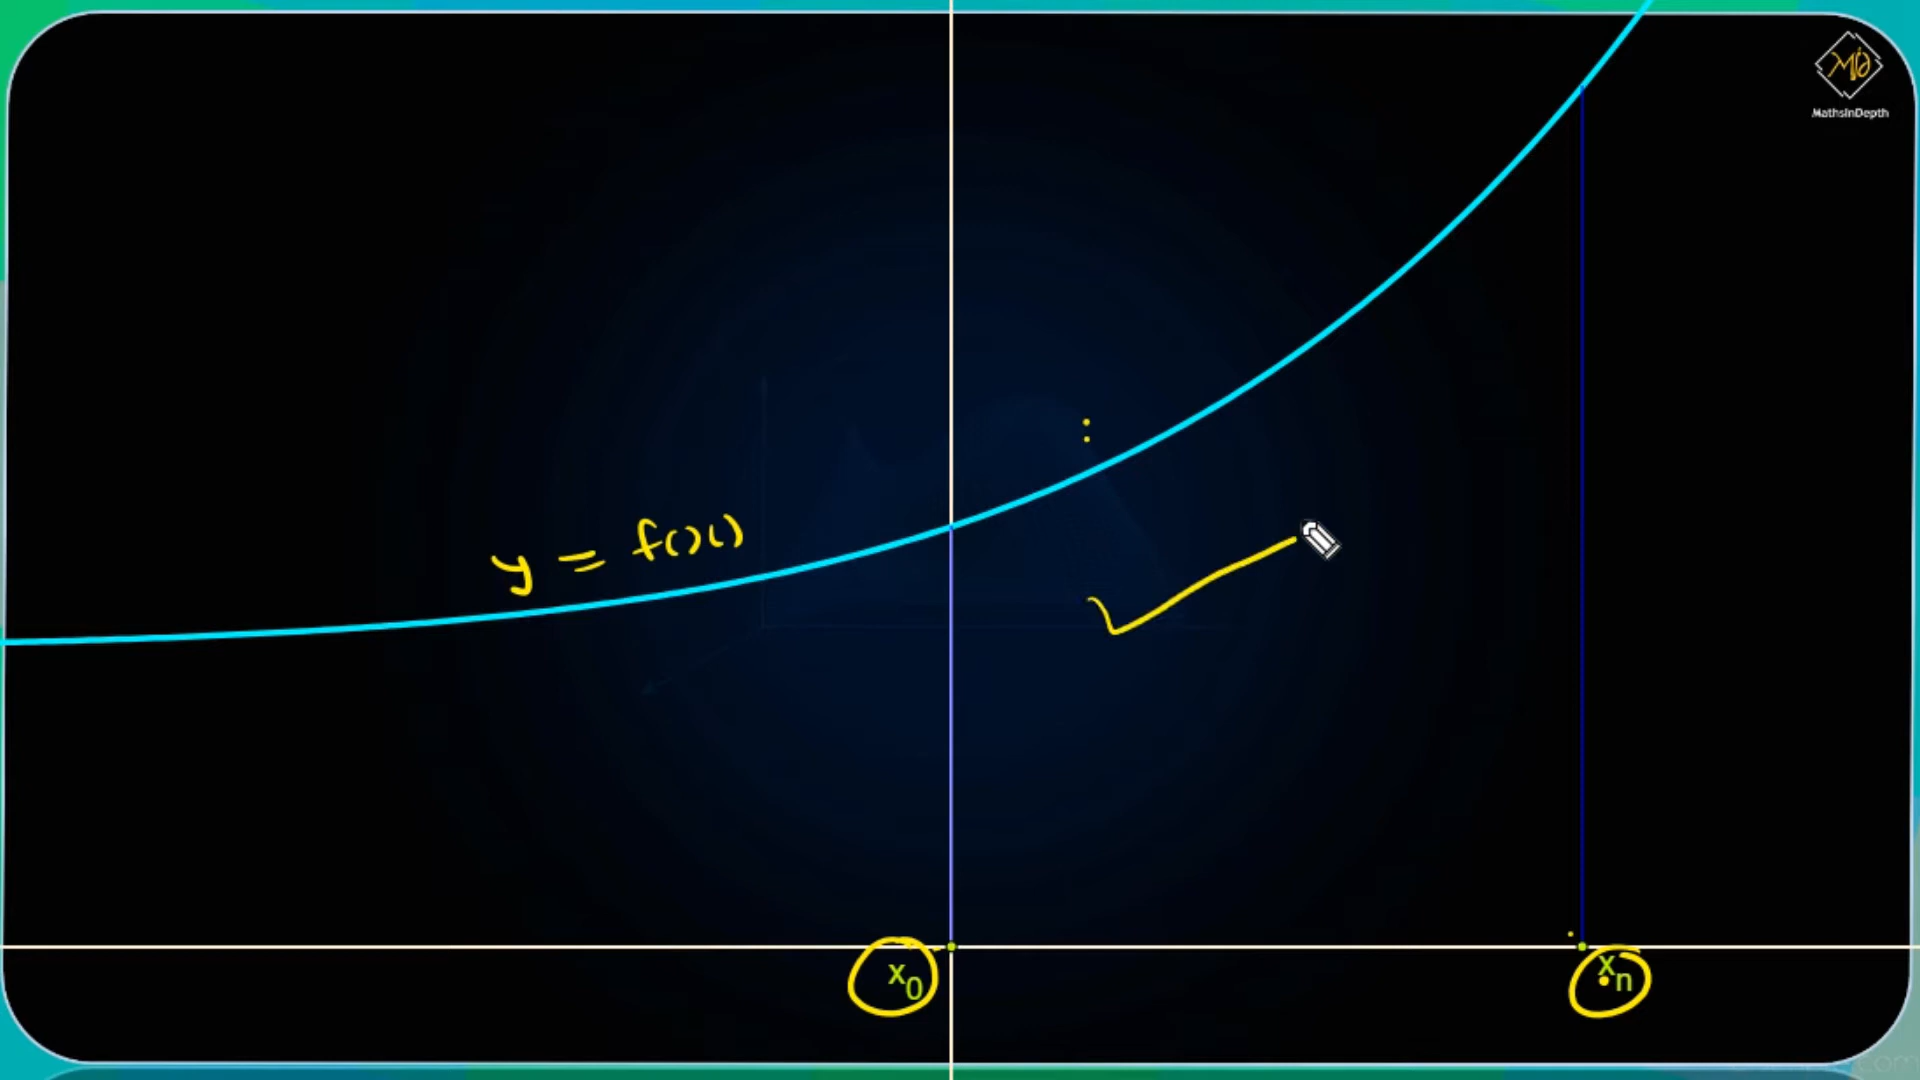 MathsInDepth
y = f(x)
x0
xn